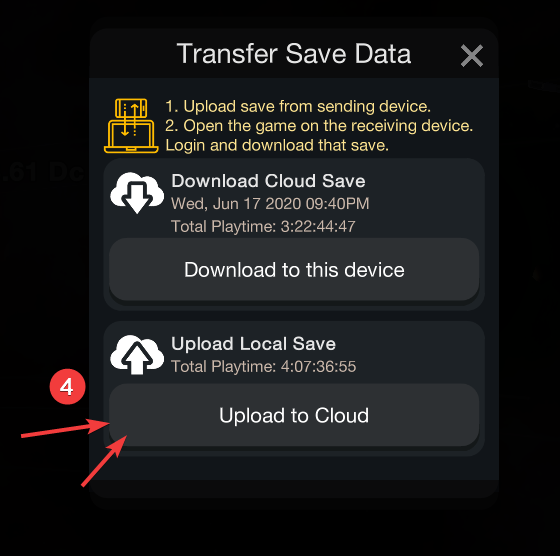 Transfer Save Data
1. Upload save from sending device.
2. Open the game on the receiving device.
Login and download that save.
.61 Dc
Download Cloud Save
Wed, Jun 17 2020 09:40PM
Total Playtime: 3:22:44:47
Download to this device
Upload Local Save
Total Playtime: 4:07:36:55
4
Upload to Cloud